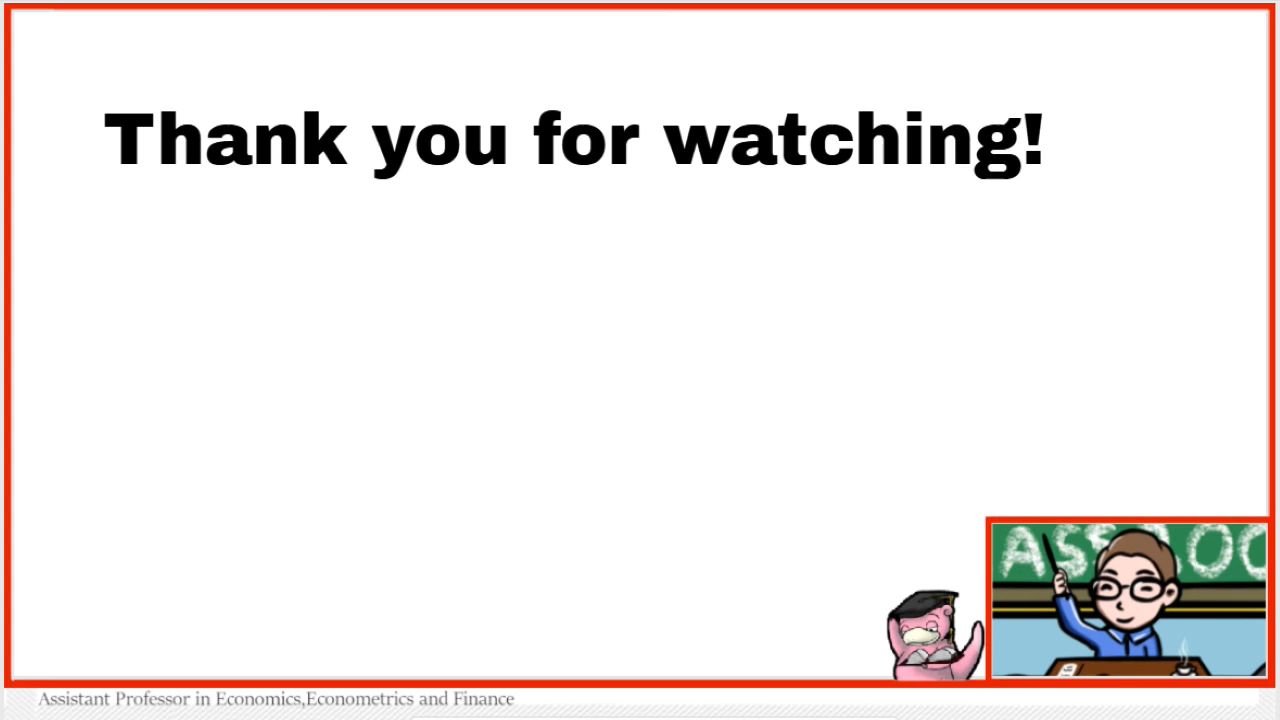 Thank you for watching!
Assistant Professor in Economics,Econometrics and Finance